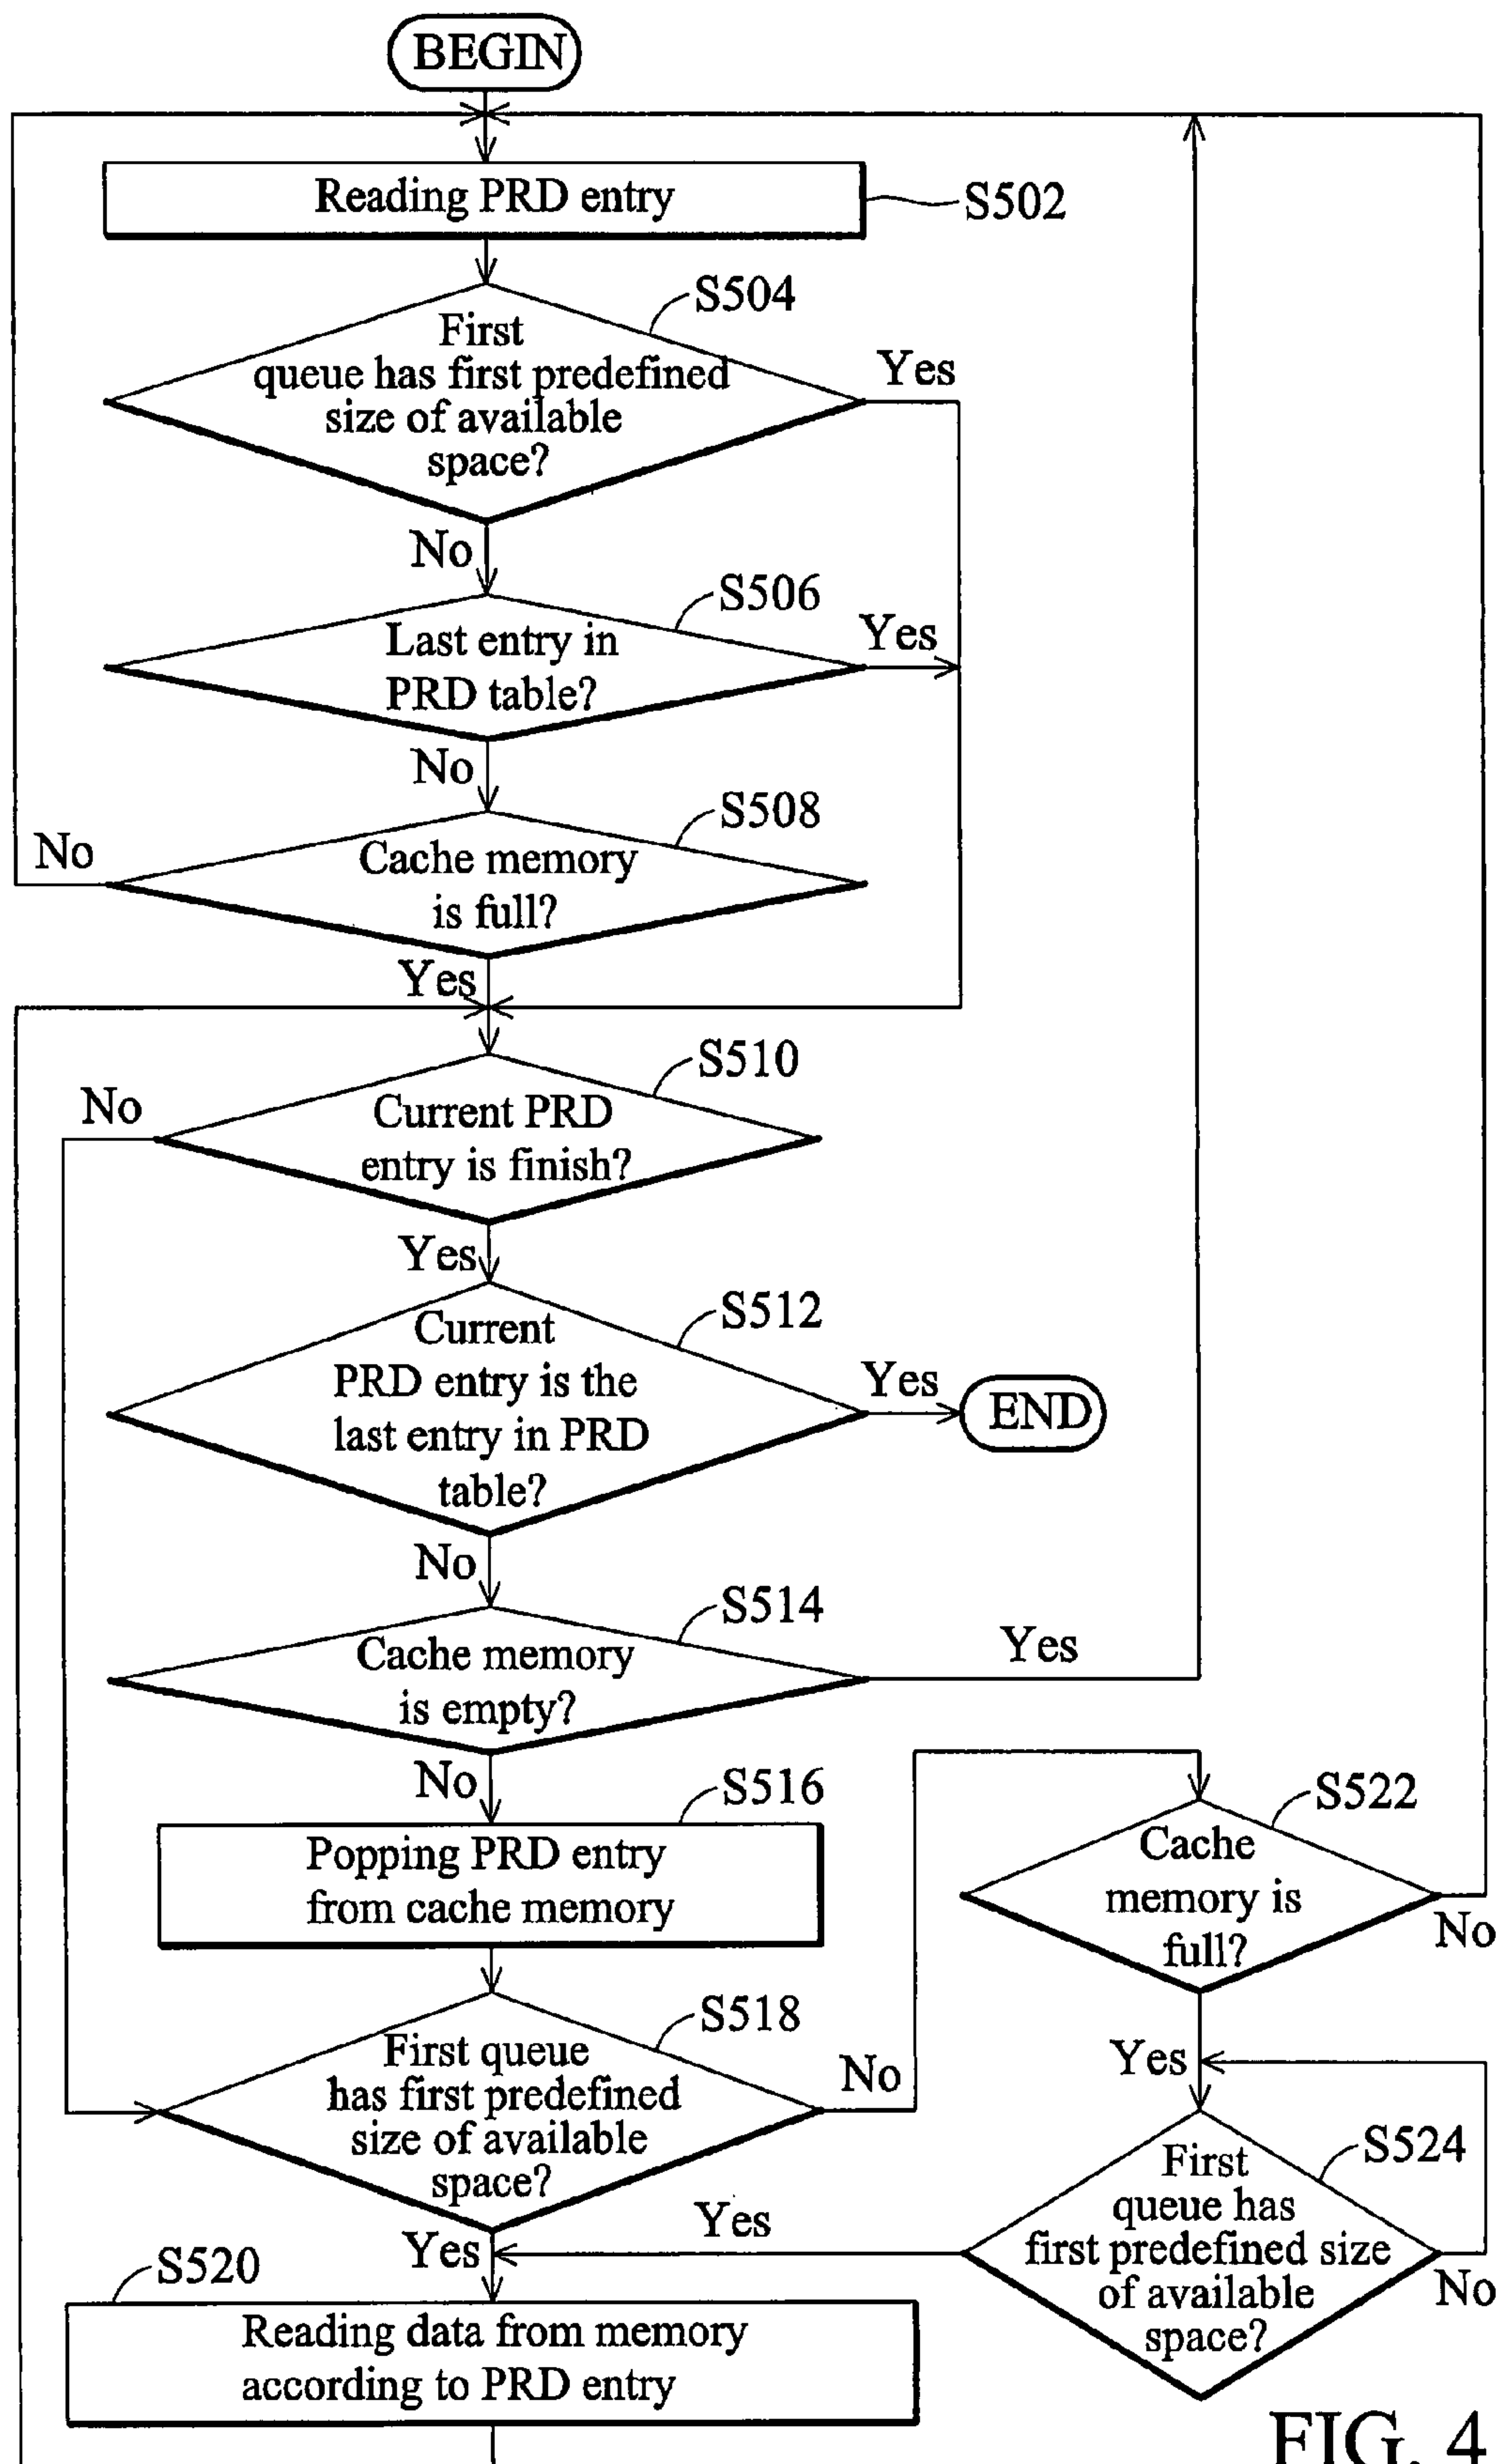 BEGIN
Reading PRD entry
S502
S504
First
queue has first predefined
size of available
space?
Yes
No
S506
Last entry in
PRD table?
Yes
No
S508
Cache memory
is full?
No
Yes
S510
Current PRD
entry is finish?
No
Yes
S512
Current
PRD entry is the
last entry in PRD
table?
Yes
END
No
S514
Cache memory
is empty?
Yes
No
S516
Popping PRD entry
from cache memory
S522
Cache
memory is
full?
No
Yes
S518
First queue
has first predefined
size of available
space?
No
Yes
S524
First
queue has
first predefined size
of available
space?
Yes
No
S520
Reading data from memory
according to PRD entry
FIG. 4